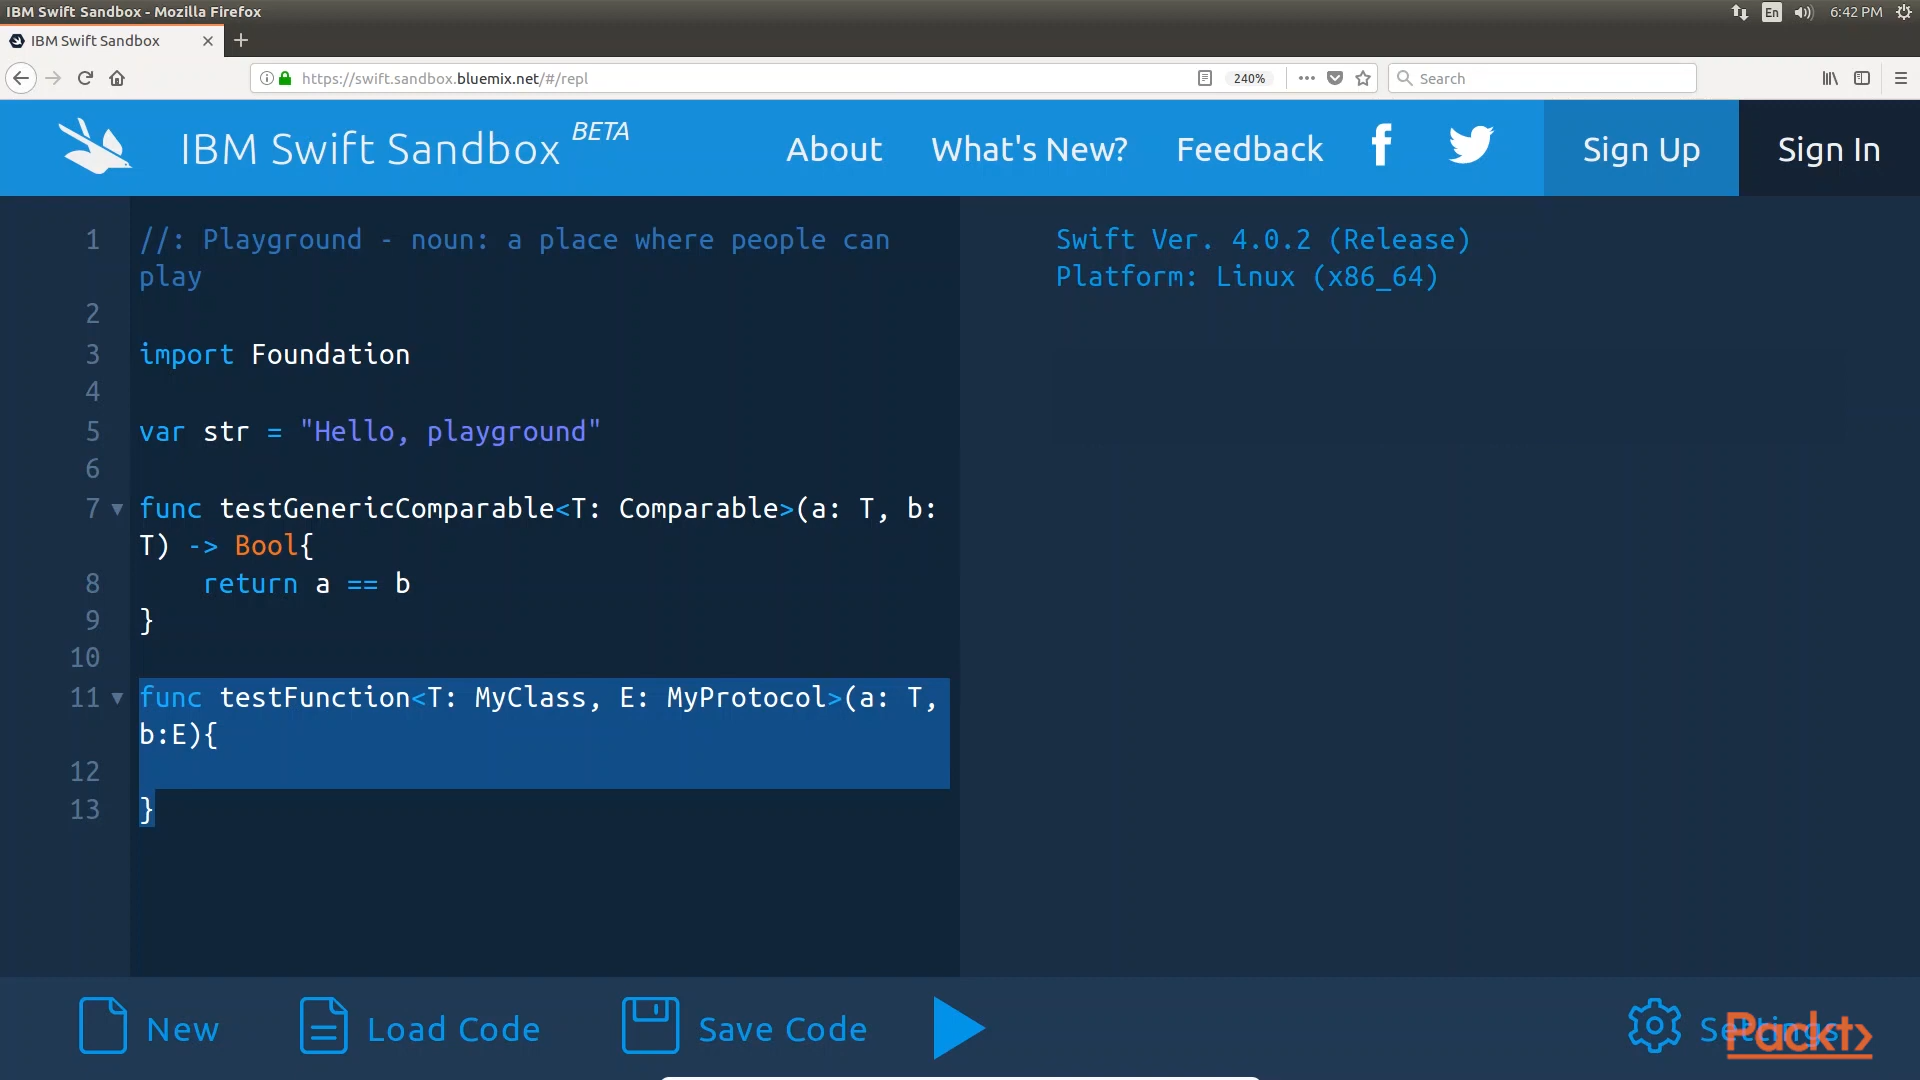 IBM Swift Sandbox - Mozilla Firefox
En
6:42 PM
IBM Swift Sandbox
https://swift.sandbox.bluemix.net/#/repl
240%
Search
IBM Swift Sandbox BETA
About
What's New?
Feedback
Sign Up
Sign In
1 //: Playground - noun: a place where people can
play
2
3 import Foundation
4
5 var str = "Hello, playground"
6
7 func testGenericComparable<T: Comparable>(a: T, b:
T) -> Bool{
8 return a == b
9 }
10
11 func testFunction<T: MyClass, E: MyProtocol>(a: T,
b:E){
12
13 }
Swift Ver. 4.0.2 (Release)
Platform: Linux (x86_64)
New
Load Code
Save Code
Settings
Packt>